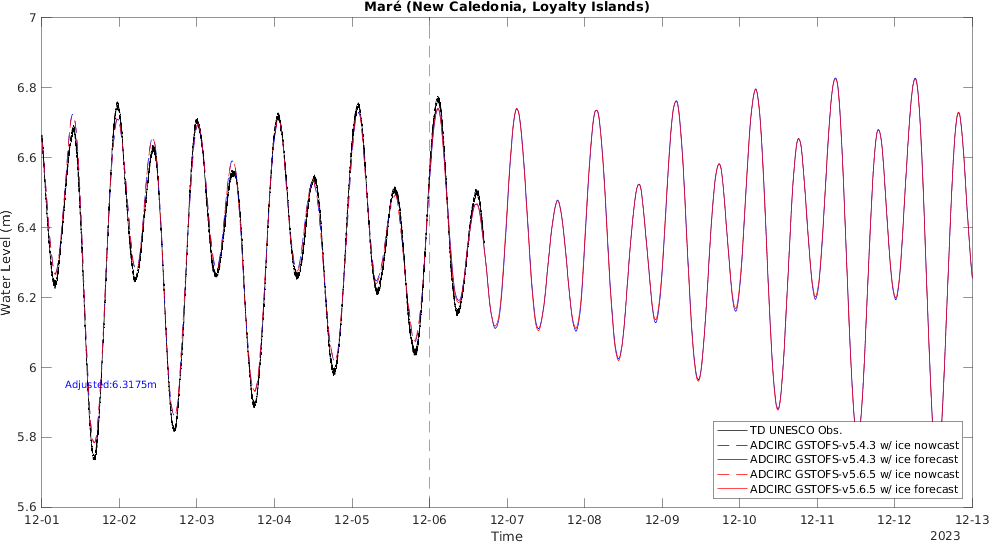 Maré (New Caledonia, Loyalty Islands)
7
6.8
6.6
6.4
6.2
6
5.8
5.6
Water Level (m)
Adjusted:6.3175m
TD UNESCO Obs.
ADCIRC GSTOFS-v5.4.3 w/ ice nowcast
ADCIRC GSTOFS-v5.4.3 w/ ice forecast
ADCIRC GSTOFS-v5.6.5 w/ ice nowcast
ADCIRC GSTOFS-v5.6.5 w/ ice forecast
12-01 12-02 12-03 12-04 12-05 12-06 12-07 12-08 12-09 12-10 12-11 12-12 12-13
Time
2023